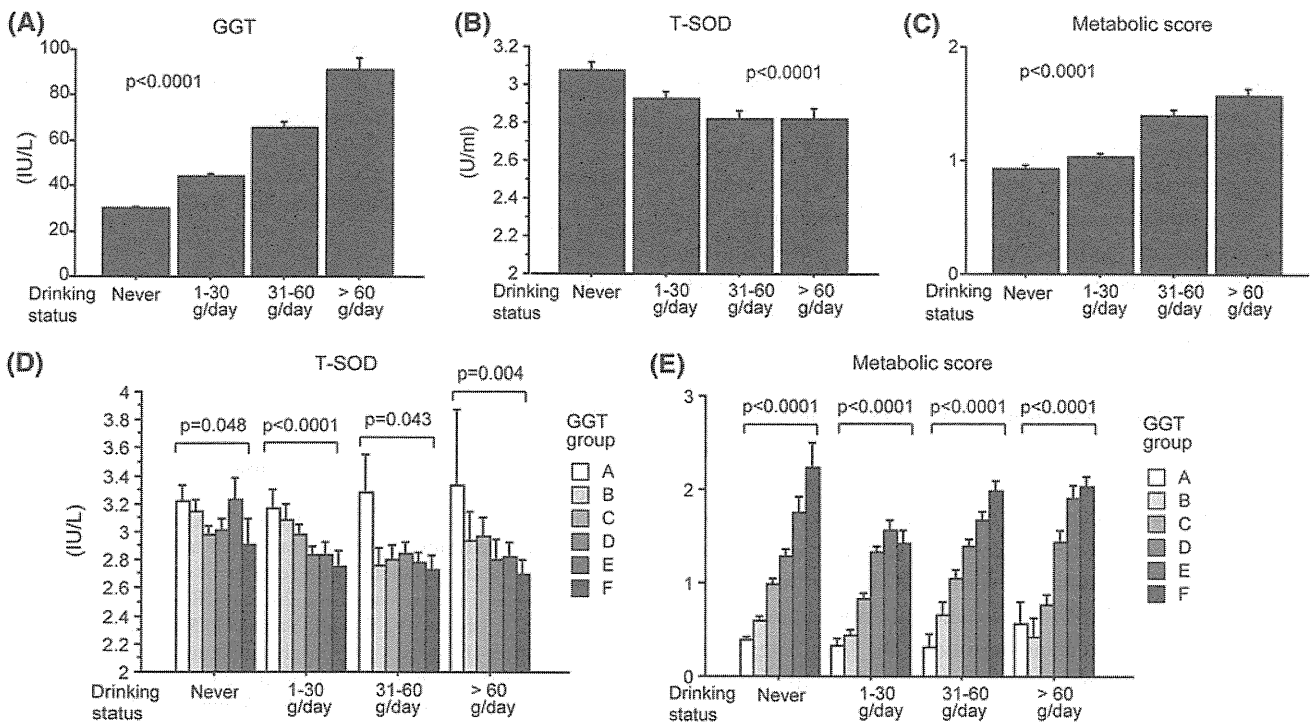 (A)
GGT
p<0.0001
(IU/L)
100
80
60
40
20
0
Drinking status
Never
1-30 g/day
31-60 g/day
> 60 g/day
(B)
T-SOD
p<0.0001
(U/ml)
3.2
3
2.8
2.6
2.4
2.2
2
Drinking status
Never
1-30 g/day
31-60 g/day
> 60 g/day
(C)
Metabolic score
p<0.0001
2
1
0
Drinking status
Never
1-30 g/day
31-60 g/day
> 60 g/day
(D)
T-SOD
p=0.048
p<0.0001
p=0.043
p=0.004
(IU/L)
4
3.8
3.6
3.4
3.2
3
2.8
2.6
2.4
2.2
2
Drinking status
Never
1-30 g/day
31-60 g/day
> 60 g/day
GGT group
A
B
C
D
E
F
(E)
Metabolic score
p<0.0001
p<0.0001
p<0.0001
p<0.0001
3
2
1
0
Drinking status
Never
1-30 g/day
31-60 g/day
> 60 g/day
GGT group
A
B
C
D
E
F